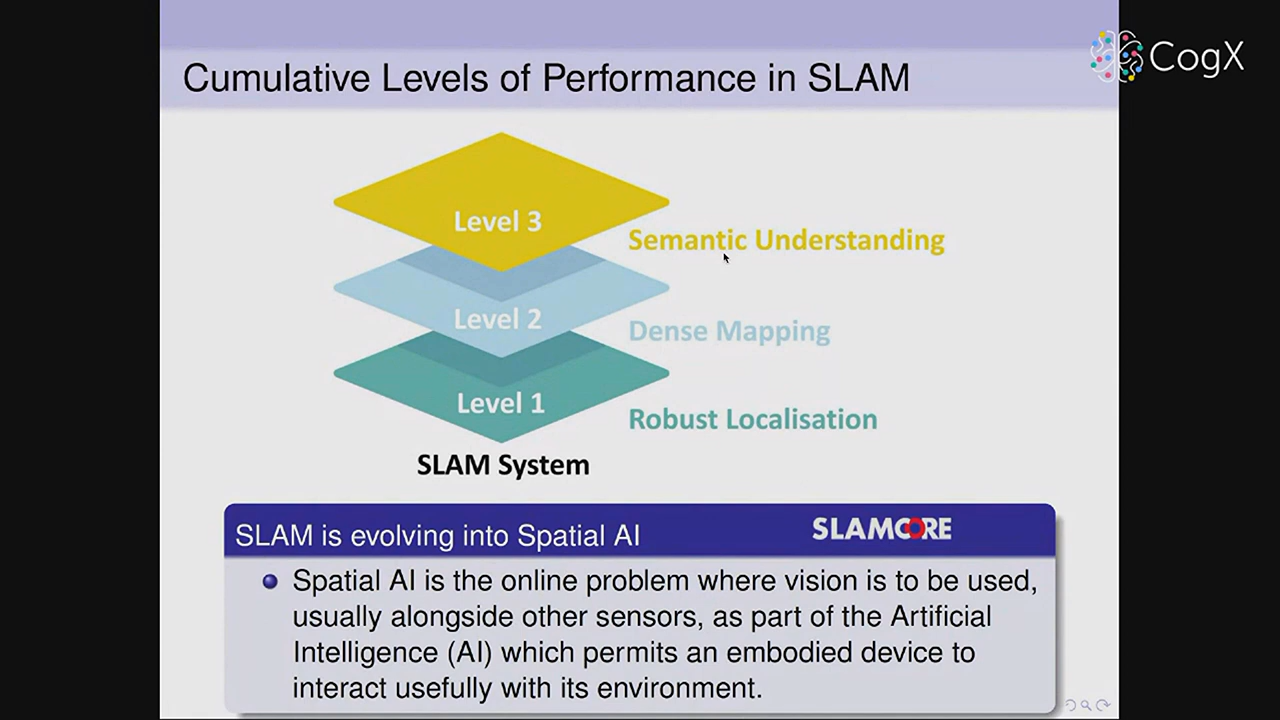 CogX
Cumulative Levels of Performance in SLAM
Level 3
Semantic Understanding
Level 2
Dense Mapping
Level 1
Robust Localisation
SLAM System
SLAM is evolving into Spatial AI
SLAMCORE
Spatial AI is the online problem where vision is to be used,
usually alongside other sensors, as part of the Artificial
Intelligence (AI) which permits an embodied device to
interact usefully with its environment.